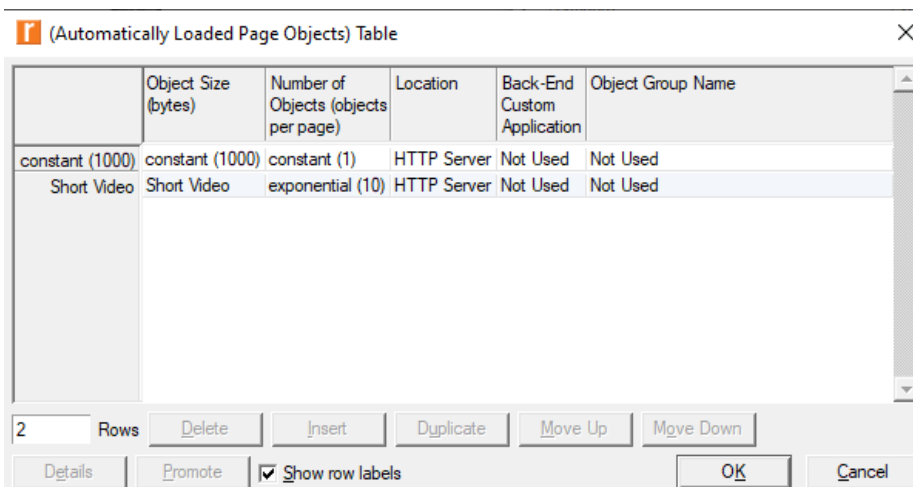 r (Automatically Loaded Page Objects) Table
Object Size (bytes) Number of Objects (objects per page) Location Back-End Custom Application Object Group Name
constant (1000) constant (1000) constant (1) HTTP Server Not Used Not Used
Short Video Short Video exponential (10) HTTP Server Not Used Not Used
2 Rows Delete Insert Duplicate Move Up Move Down
Details Promote Show row labels OK Cancel